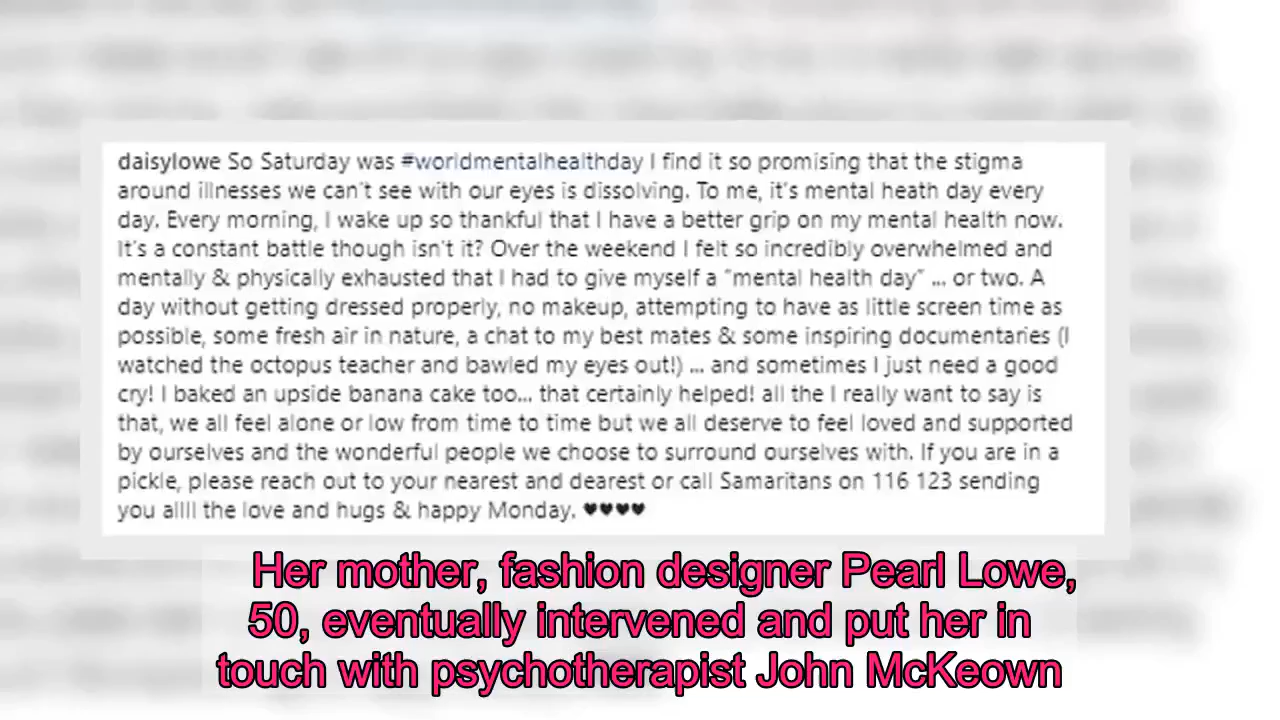 daisylowe So Saturday was #worldmentalhealthday I find it so promising that the stigma
around illnesses we can't see with our eyes is dissolving. To me, it's mental heath day every
day. Every morning, I wake up so thankful that I have a better grip on my mental health now.
It's a constant battle though isn't it? Over the weekend I felt so incredibly overwhelmed and
mentally & physically exhausted that I had to give myself a "mental health day" ... or two. A
day without getting dressed properly, no makeup, attempting to have as little screen time as
possible, some fresh air in nature, a chat to my best mates & some inspiring documentaries (I
watched the octopus teacher and bawled my eyes out!) ... and sometimes I just need a good
cry! I baked an upside banana cake too... that certainly helped! all the I really want to say is
that, we all feel alone or low from time to time but we all deserve to feel loved and supported
by ourselves and the wonderful people we choose to surround ourselves with. If you are in a
pickle, please reach out to your nearest and dearest or call Samaritans on 116 123 sending
you allll the love and hugs & happy Monday. ♥♥♥♥
Her mother, fashion designer Pearl Lowe,
50, eventually intervened and put her in
touch with psychotherapist John McKeown